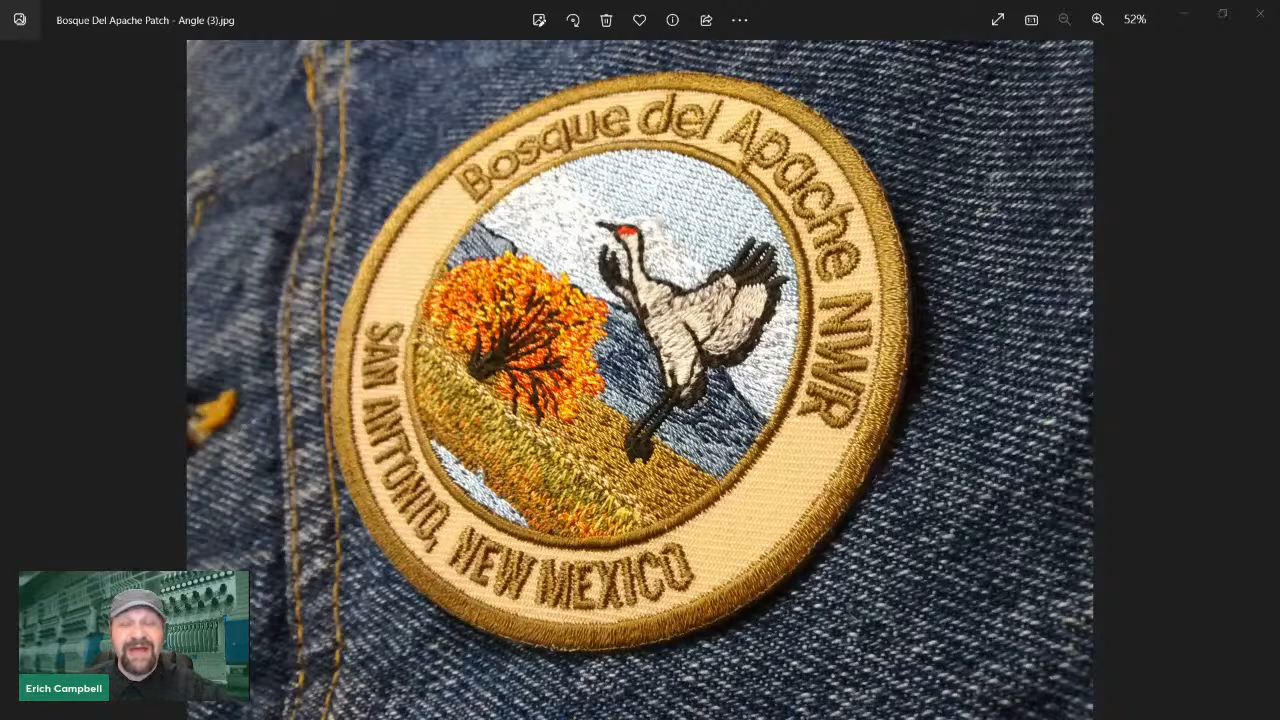 Bosque Del Apache Patch - Angle (3).jpg
52%
Bosque del Apache NWR
SAN ANTONIO, NEW MEXICO
Erich Campbell